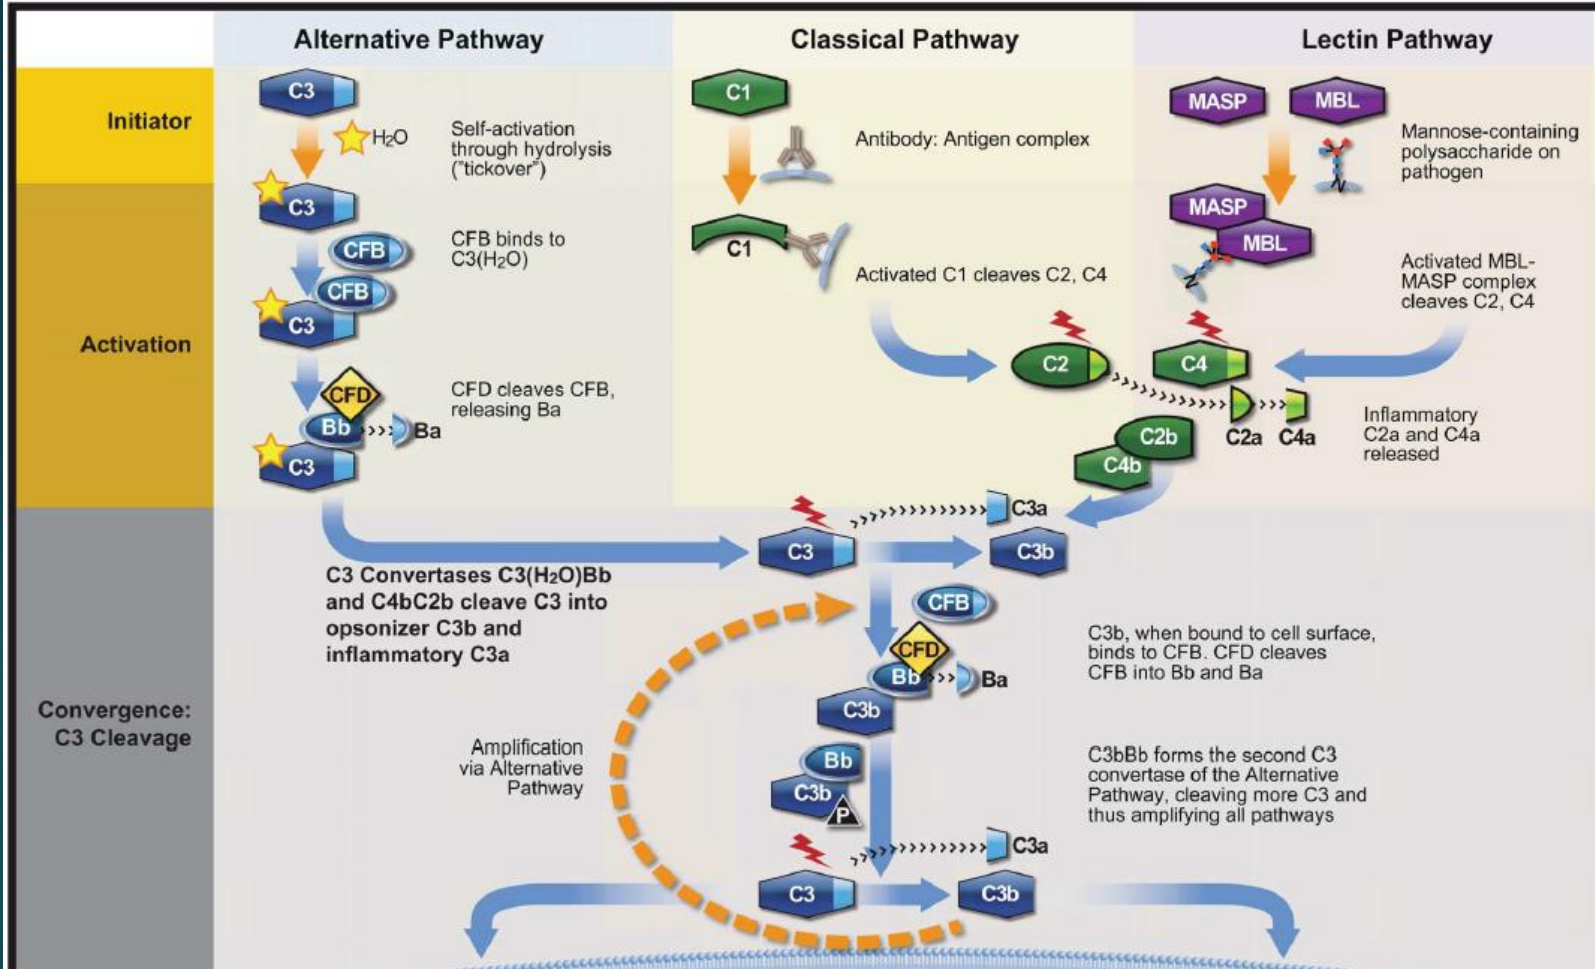 Alternative Pathway
Classical Pathway
Lectin Pathway
Initiator
C3
H₂O
Self-activation
through hydrolysis
("tickover")
C1
Antibody: Antigen complex
MASP
MBL
Mannose-containing
polysaccharide on
pathogen
Activation
C3
CFB
CFB binds to
C3(H₂O)
CFB
C3
CFD
Bb
Ba
C3
CFD cleaves CFB,
releasing Ba
C1
Activated C1 cleaves C2, C4
MASP
MBL
Activated MBL-
MASP complex
cleaves C2, C4
C2
C4
C2a
C4a
C2b
C4b
Inflammatory
C2a and C4a
released
Convergence:
C3 Cleavage
C3
C3a
C3b
C3 Convertases C3(H₂O)Bb
and C4bC2b cleave C3 into
opsonizer C3b and
inflammatory C3a
CFB
CFD
Bb
Ba
C3b
C3b, when bound to cell surface,
binds to CFB. CFD cleaves
CFB into Bb and Ba
Amplification
via Alternative
Pathway
Bb
C3b
P
C3bBb forms the second C3
convertase of the Alternative
Pathway, cleaving more C3 and
thus amplifying all pathways
C3
C3a
C3b